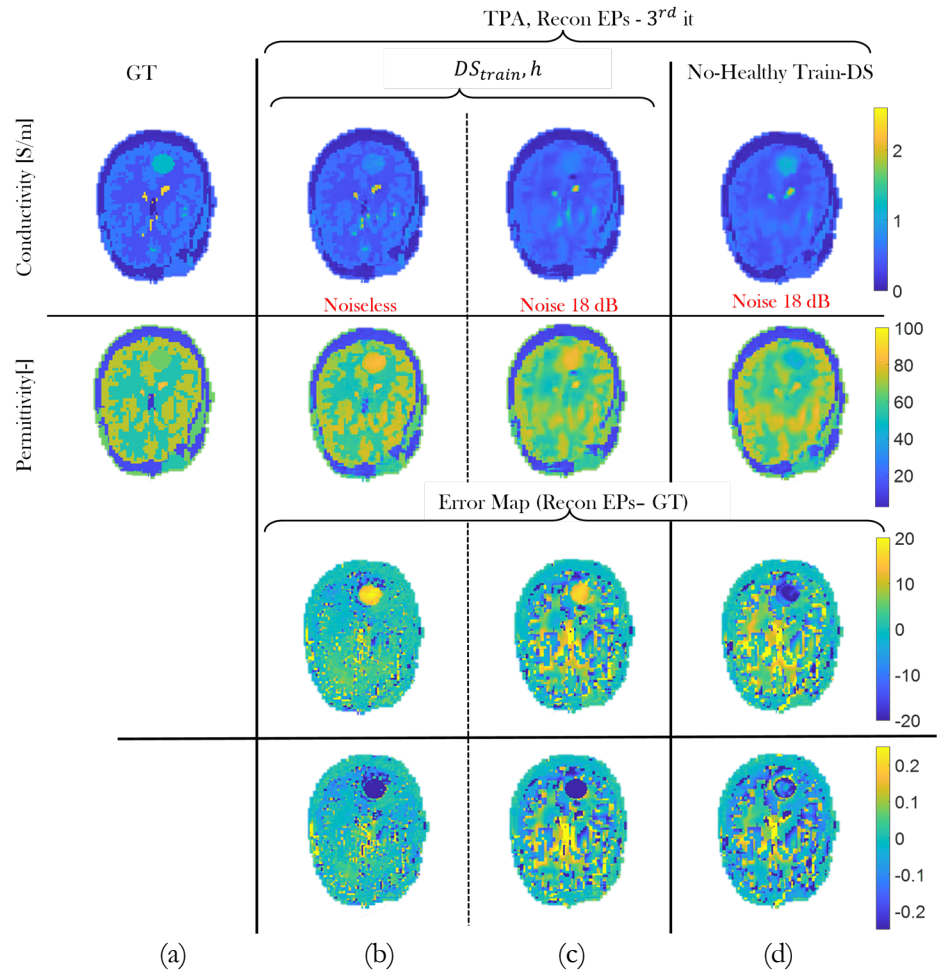 TPA, Recon EPs - 3rd it
GT
DS_train, h
No-Healthy Train-DS
Conductivity [S/m]
2
1
0
Noiseless
Noise 18 dB
Noise 18 dB
Permittivity[-]
100
80
60
40
20
Error Map (Recon EPs– GT)
20
10
0
-10
-20
0.2
0.1
0
-0.1
-0.2
(a)
(b)
(c)
(d)